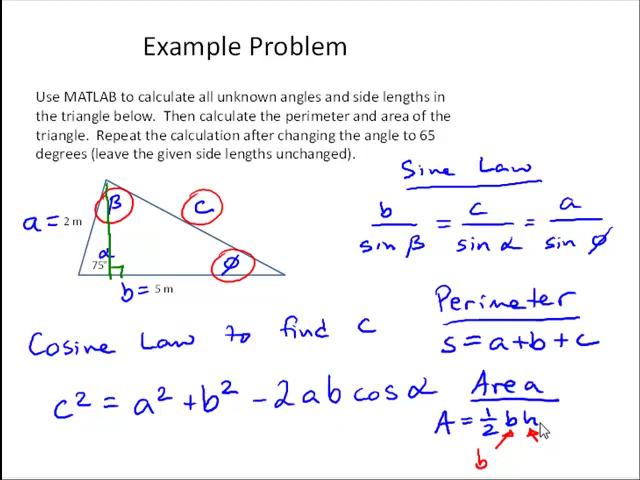 Example Problem
Use MATLAB to calculate all unknown angles and side lengths in
the triangle below.  Then calculate the perimeter and area of the
triangle.  Repeat the calculation after changing the angle to 65
degrees (leave the given side lengths unchanged).
Sine Law
b/sin β = c/sin α = a/sin φ
β
c
a = 2 m
α
75°
φ
b = 5 m
Perimeter
s = a + b + c
Cosine Law to find c
c² = a² + b² - 2ab cos α
Area
A = 1/2 b h
b